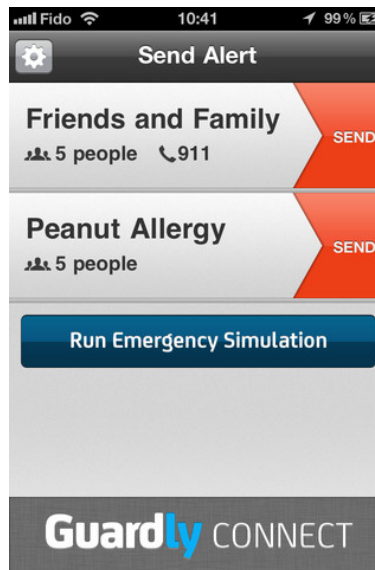 Fido 10:41 99%
Send Alert
Friends and Family
5 people 911
SEND
Peanut Allergy
5 people
SEND
Run Emergency Simulation
Guardly CONNECT